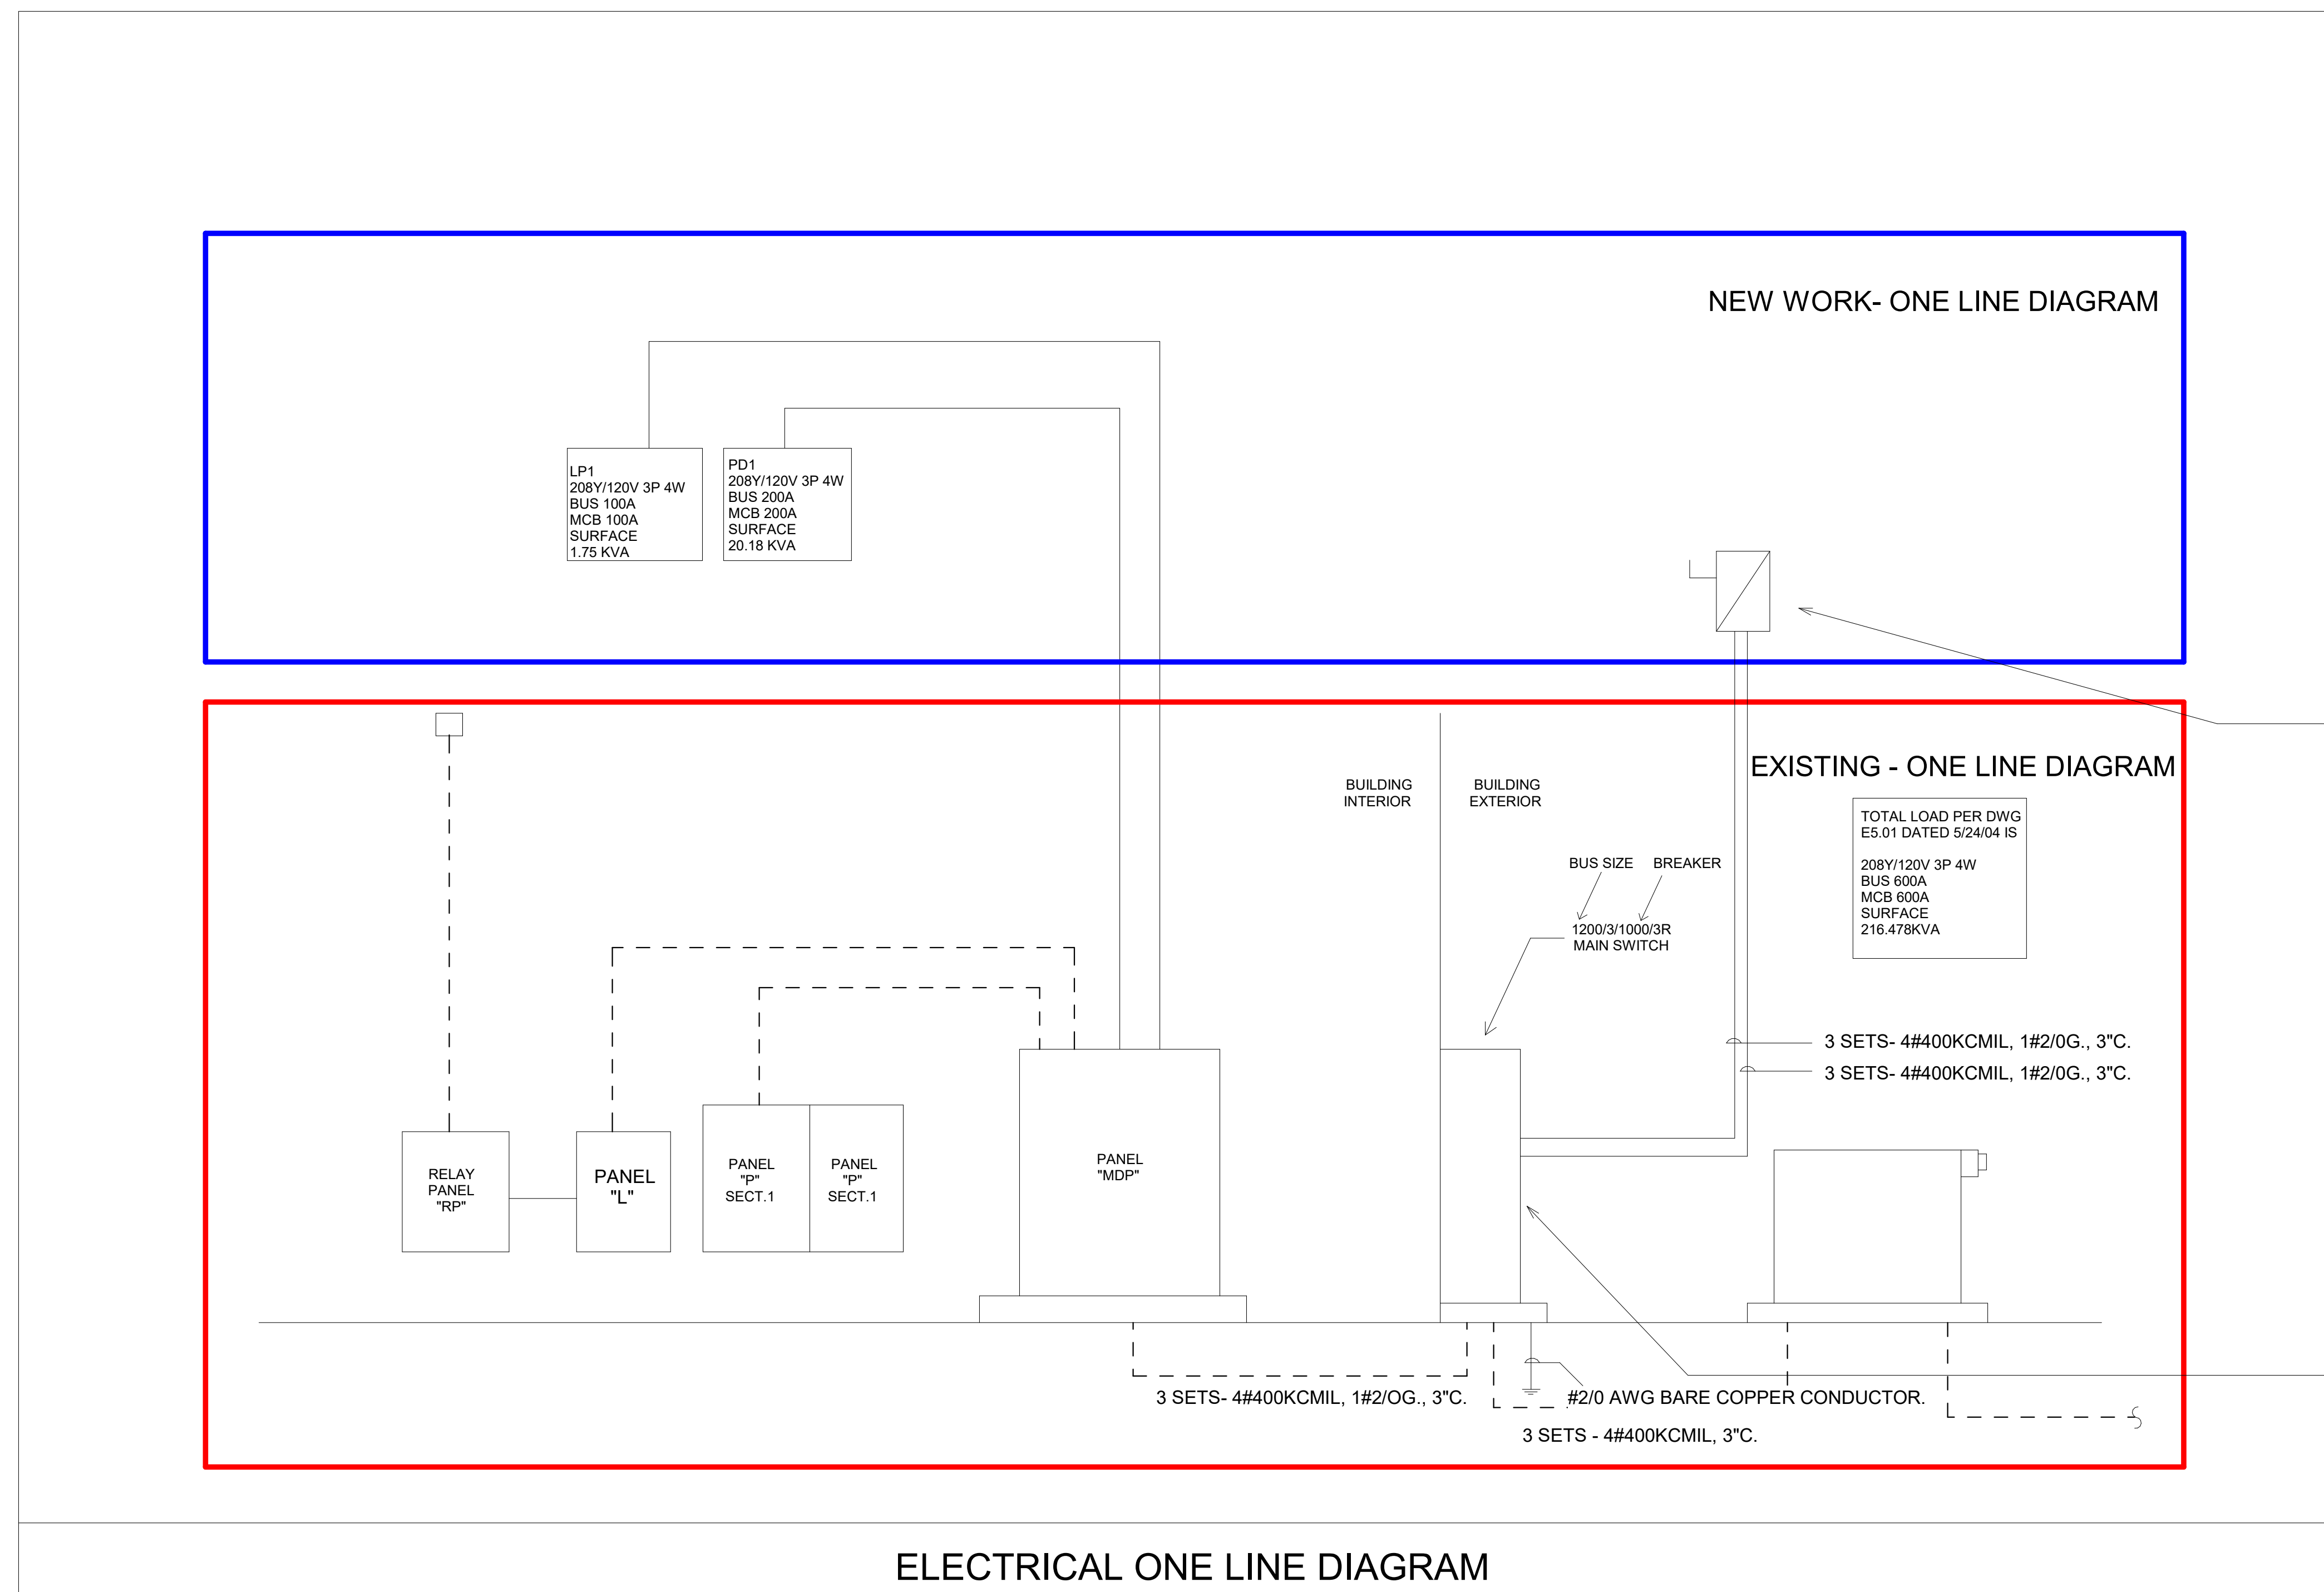 NEW WORK- ONE LINE DIAGRAM
LP1
208Y/120V 3P 4W
BUS 100A
MCB 100A
SURFACE
1.75 KVA
PD1
208Y/120V 3P 4W
BUS 200A
MCB 200A
SURFACE
20.18 KVA
EXISTING - ONE LINE DIAGRAM
BUILDING
INTERIOR
BUILDING
EXTERIOR
TOTAL LOAD PER DWG
E5.01 DATED 5/24/04 IS
208Y/120V 3P 4W
BUS 600A
MCB 600A
SURFACE
216.478KVA
BUS SIZE
BREAKER
1200/3/1000/3R
MAIN SWITCH
3 SETS- 4#400KCMIL, 1#2/0G., 3"C.
3 SETS- 4#400KCMIL, 1#2/0G., 3"C.
RELAY
PANEL
"RP"
PANEL
"L"
PANEL
"P"
SECT.1
PANEL
"P"
SECT.1
PANEL
"MDP"
3 SETS- 4#400KCMIL, 1#2/OG., 3"C.
#2/0 AWG BARE COPPER CONDUCTOR.
3 SETS - 4#400KCMIL, 3"C.
ELECTRICAL ONE LINE DIAGRAM